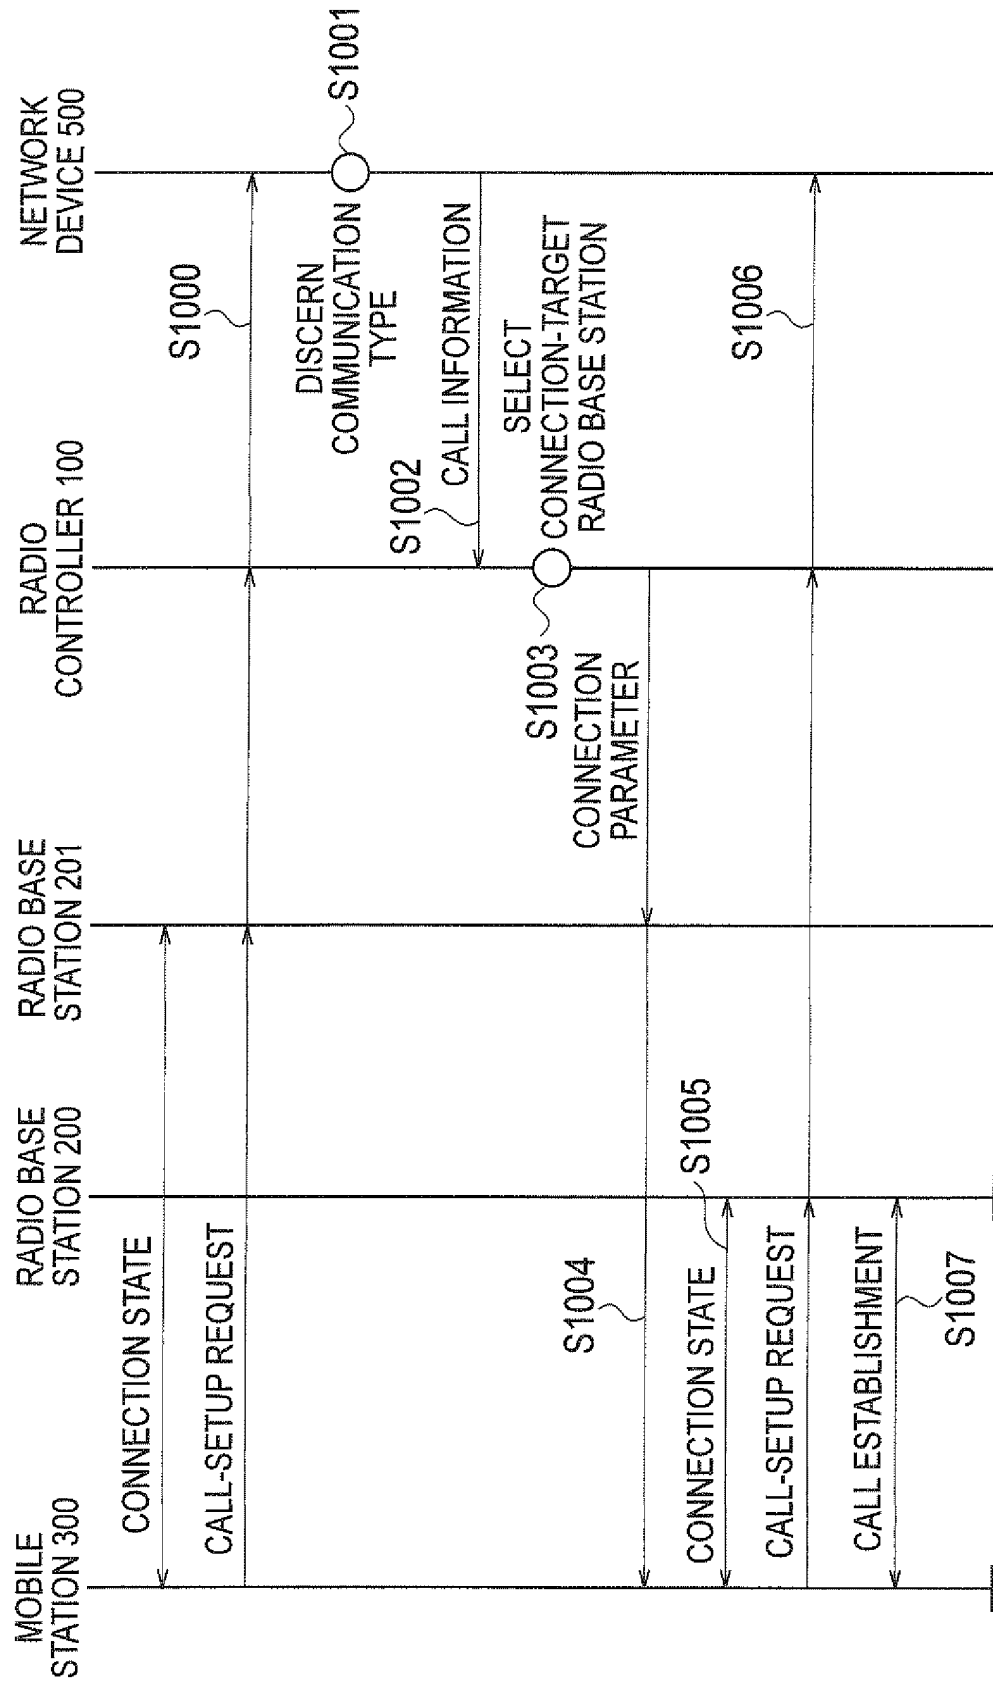 MOBILE
STATION 300
RADIO BASE
STATION 200
RADIO BASE
STATION 201
RADIO
CONTROLLER 100
NETWORK
DEVICE 500
CONNECTION STATE
CALL-SETUP REQUEST
S1000
DISCERN
COMMUNICATION
TYPE
S1001
S1002
CALL INFORMATION
SELECT
CONNECTION-TARGET
RADIO BASE STATION
S1003
CONNECTION
PARAMETER
S1004
CONNECTION STATE
S1005
CALL-SETUP REQUEST
S1006
CALL ESTABLISHMENT
S1007